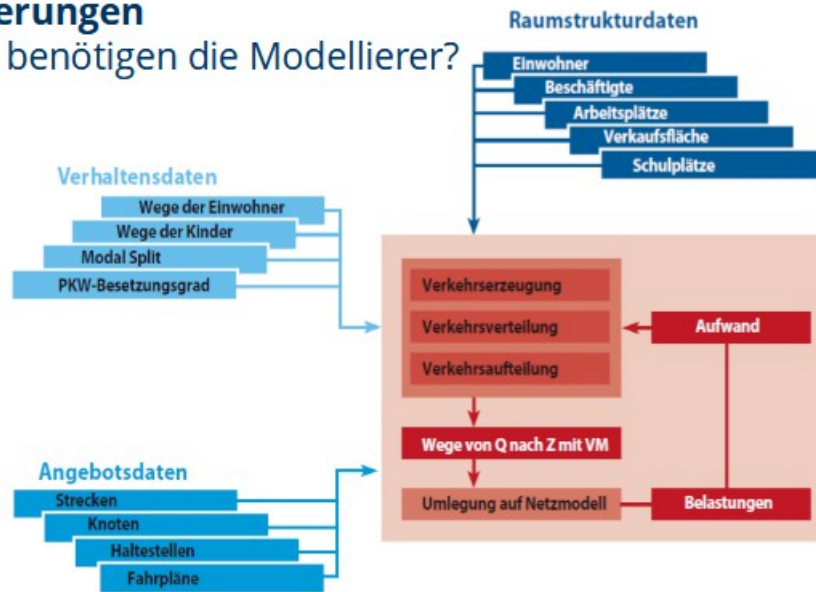 erungen
benötigen die Modellierer?
Raumstrukturdaten
Einwohner
Beschäftigte
Arbeitsplätze
Verkaufsfläche
Schulplätze
Verhaltensdaten
Wege der Einwohner
Wege der Kinder
Modal Split
PKW-Besetzungsgrad
Angebotsdaten
Strecken
Knoten
Haltestellen
Fahrpläne
Verkehrserzeugung
Verkehrsverteilung
Verkehrsaufteilung
Aufwand
Wege von Q nach Z mit VM
Umlegung auf Netzmodell
Belastungen